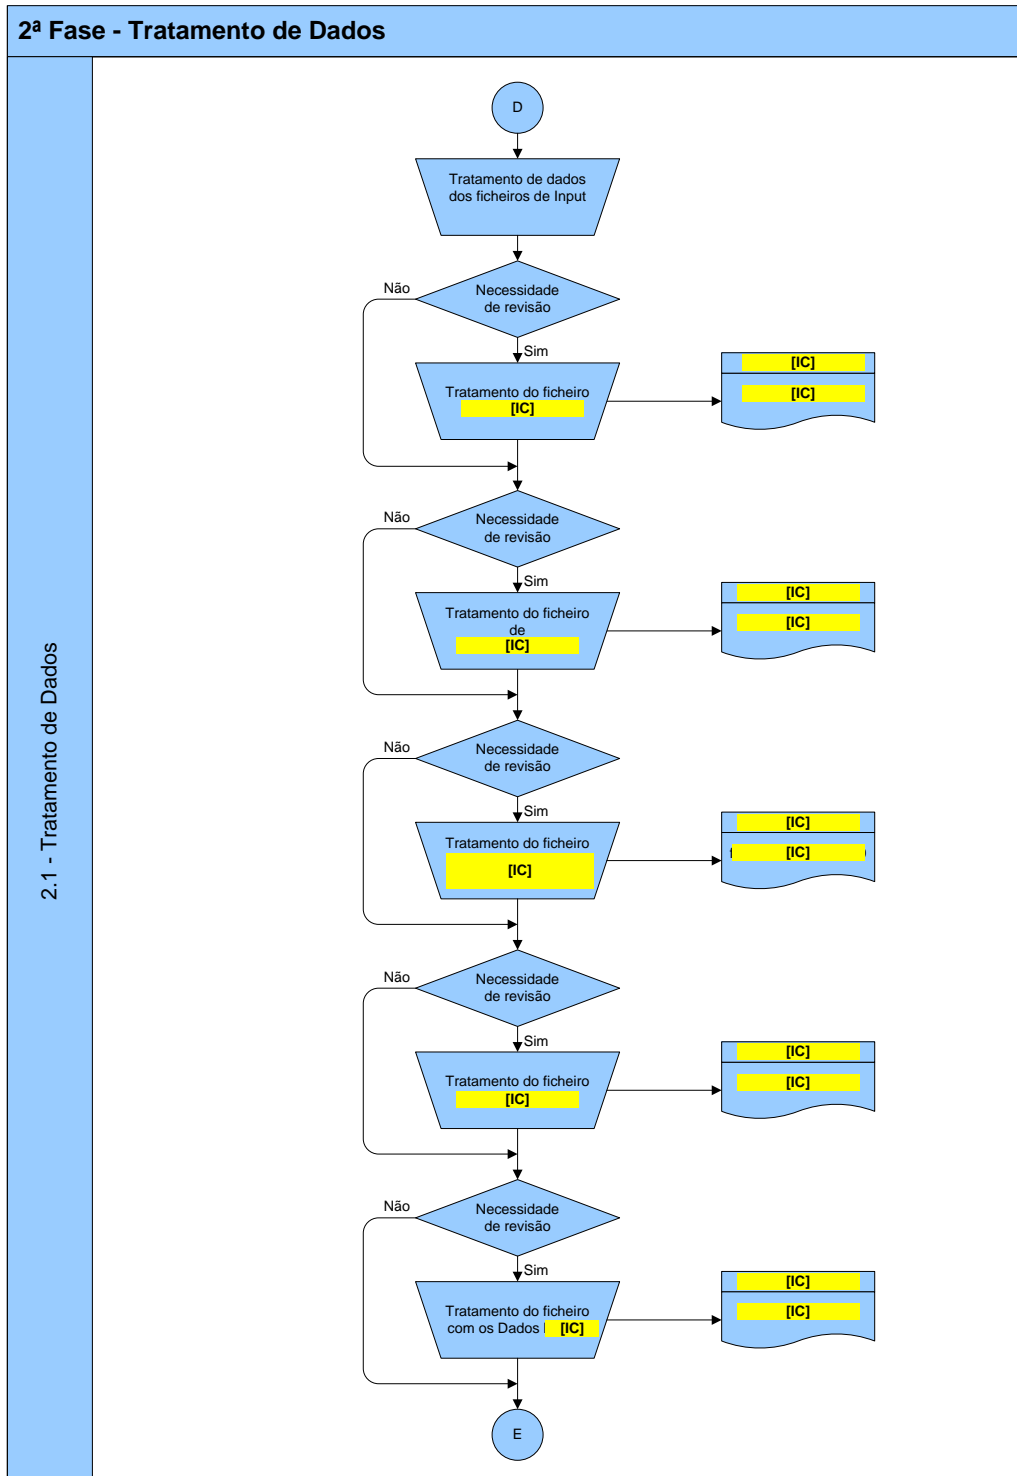 2ª Fase - Tratamento de Dados
2.1 - Tratamento de Dados
D
Tratamento de dados
dos ficheiros de Input
Necessidade
de revisão
Não
Sim
Tratamento do ficheiro
[IC]
[IC]
[IC]
Necessidade
de revisão
Não
Sim
Tratamento do ficheiro
de
[IC]
[IC]
[IC]
Necessidade
de revisão
Não
Sim
Tratamento do ficheiro
[IC]
[IC]
[IC]
Necessidade
de revisão
Não
Sim
Tratamento do ficheiro
[IC]
[IC]
[IC]
Necessidade
de revisão
Não
Sim
Tratamento do ficheiro
com os Dados [IC]
[IC]
[IC]
E